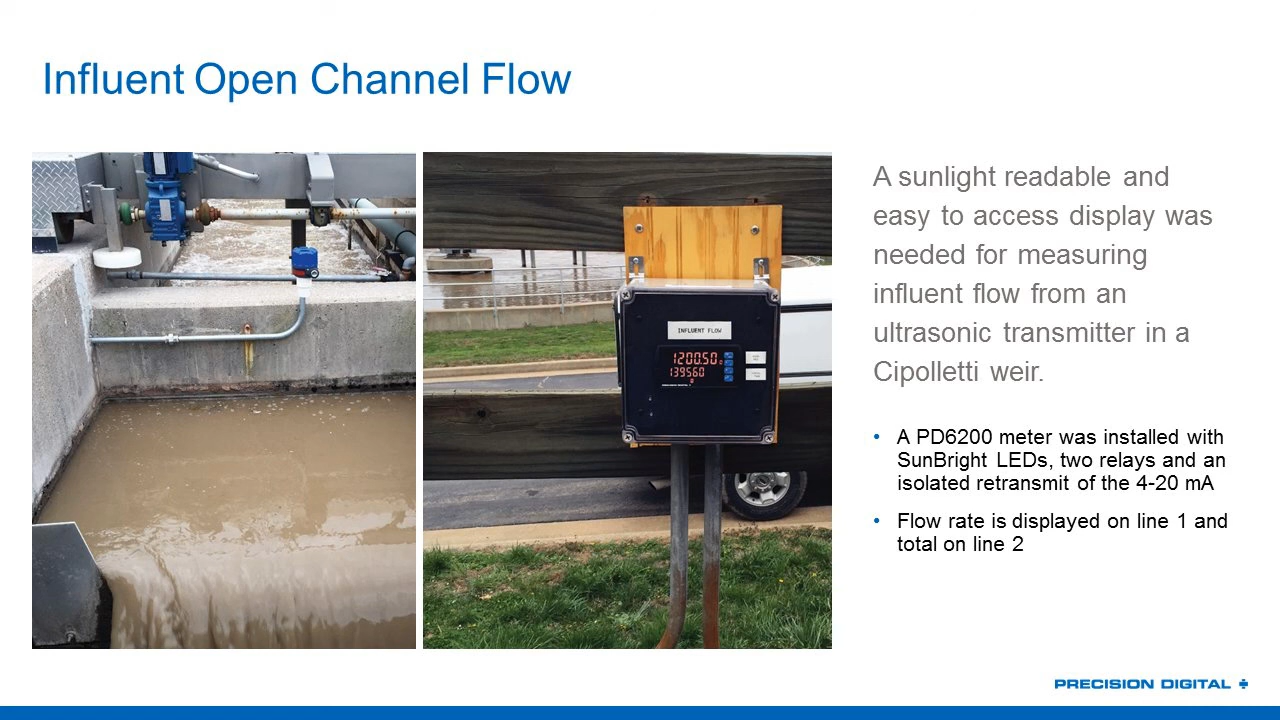 Influent Open Channel Flow
A sunlight readable and
easy to access display was
needed for measuring
influent flow from an
ultrasonic transmitter in a
Cipolletti weir.
• A PD6200 meter was installed with
SunBright LEDs, two relays and an
isolated retransmit of the 4-20 mA
• Flow rate is displayed on line 1 and
total on line 2
INFLUENT FLOW
1200.50
139560
PRECISION DIGITAL
PRECISION DIGITAL